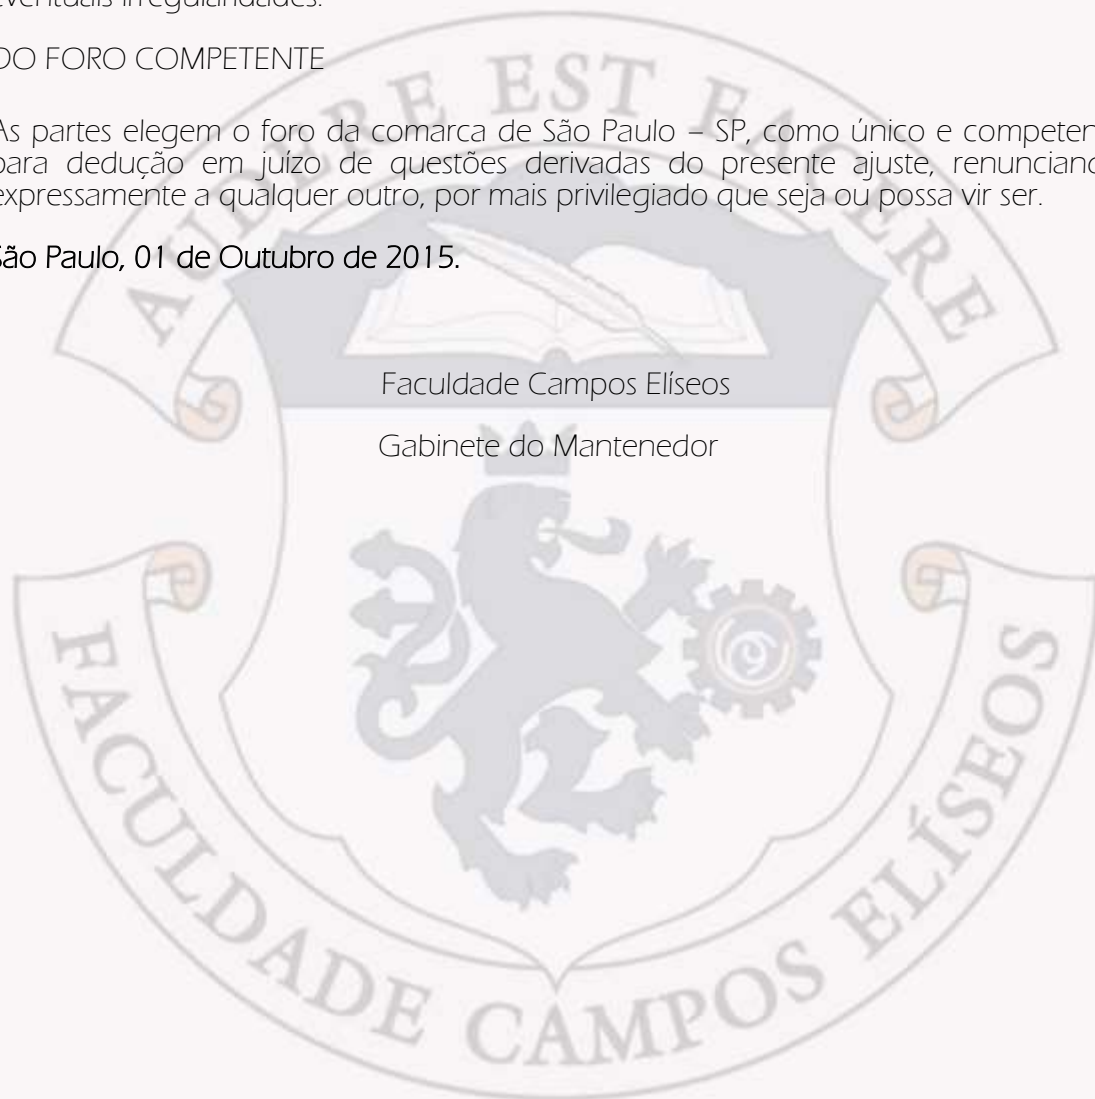 eventuais irregularidades.
DO FORO COMPETENTE
As partes elegem o foro da comarca de São Paulo – SP, como único e competen
para dedução em juízo de questões derivadas do presente ajuste, renuncian
expressamente a qualquer outro, por mais privilegiado que seja ou possa vir ser.
São Paulo, 01 de Outubro de 2015.
Faculdade Campos Elíseos
Gabinete do Mantenedor
AUDERE EST FACERE
FACULDADE CAMPOS ELÍSEOS